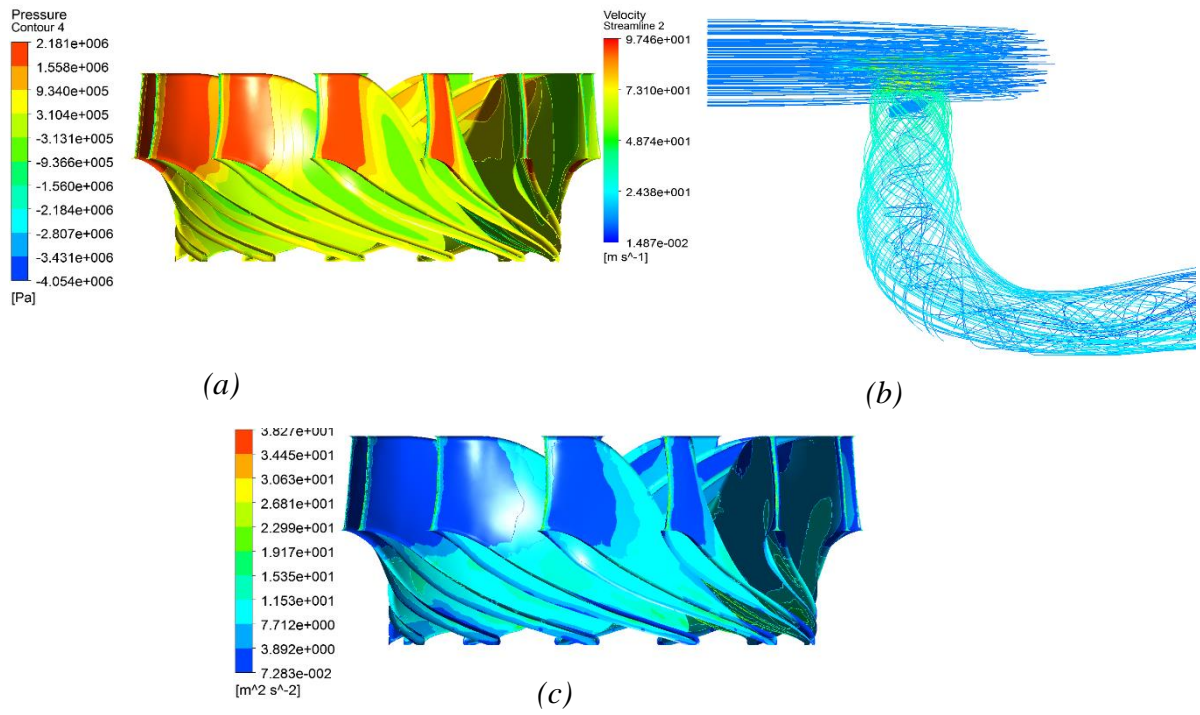 Pressure
Contour 4
2.181e+006
1.558e+006
9.340e+005
3.104e+005
-3.131e+005
-9.366e+005
-1.560e+006
-2.184e+006
-2.807e+006
-3.431e+006
-4.054e+006
[Pa]
(a)
Velocity
Streamline 2
9.746e+001
7.310e+001
4.874e+001
2.438e+001
1.487e-002
[m s^-1]
(b)
3.827e+001
3.445e+001
3.063e+001
2.681e+001
2.299e+001
1.917e+001
1.535e+001
1.153e+001
7.712e+000
3.892e+000
7.283e-002
[m^2 s^-2]
(c)